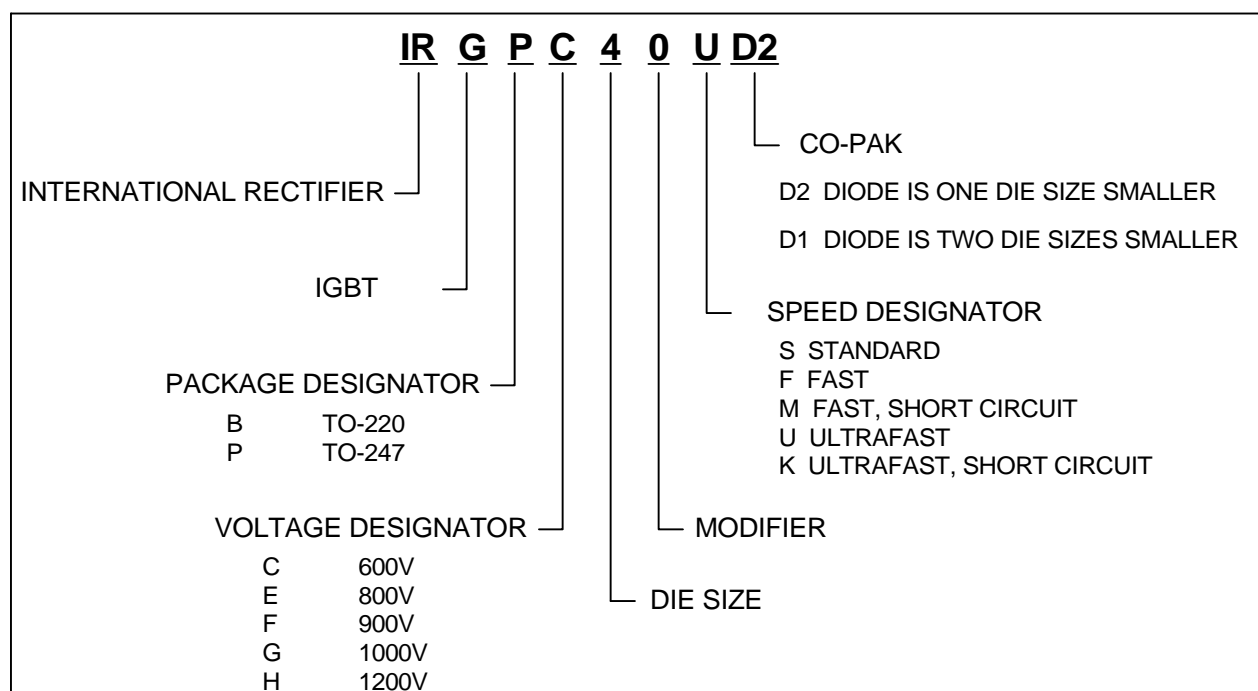 IR G P C 4 0 U D2
CO-PAK
D2 DIODE IS ONE DIE SIZE SMALLER
D1 DIODE IS TWO DIE SIZES SMALLER
INTERNATIONAL RECTIFIER
IGBT
SPEED DESIGNATOR
S STANDARD
F FAST
M FAST, SHORT CIRCUIT
U ULTRAFAST
K ULTRAFAST, SHORT CIRCUIT
PACKAGE DESIGNATOR
B TO-220
P TO-247
VOLTAGE DESIGNATOR
C 600V
E 800V
F 900V
G 1000V
H 1200V
MODIFIER
DIE SIZE